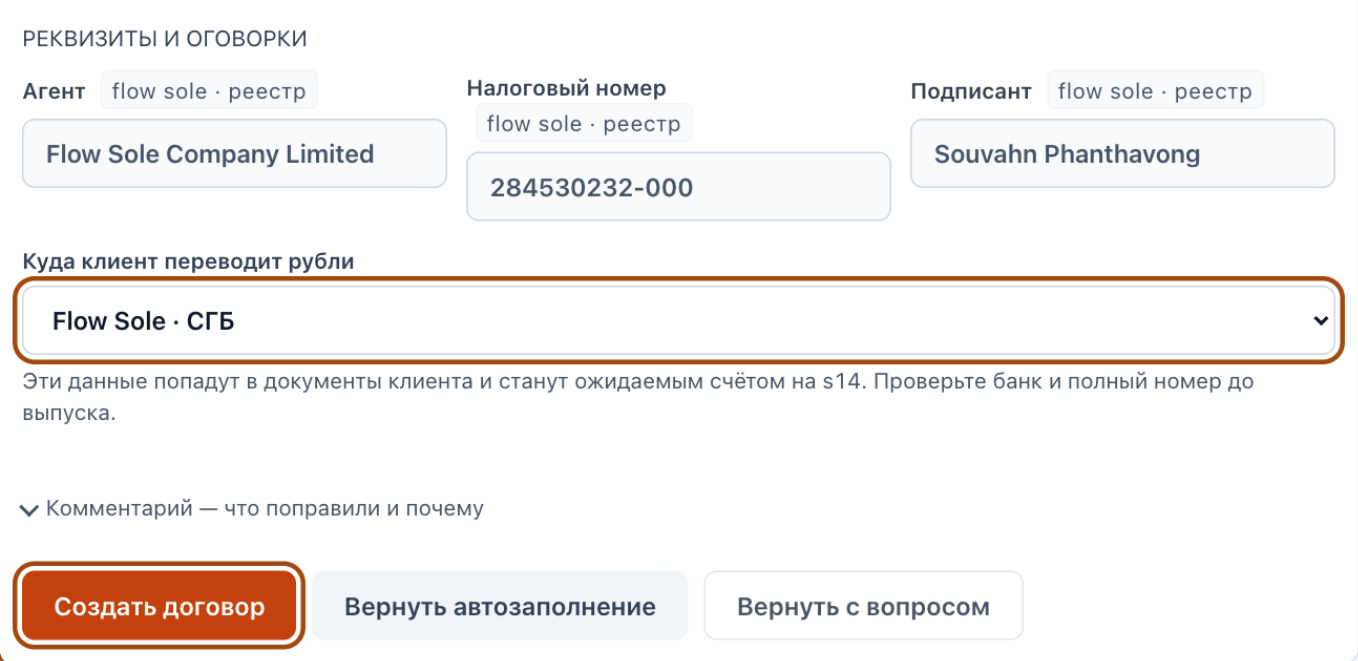 РЕКВИЗИТЫ И ОГОВОРКИ
Агент flow sole · реестр
Flow Sole Company Limited
Налоговый номер
flow sole · реестр
284530232-000
Подписант flow sole · реестр
Souvahn Phanthavong
Куда клиент переводит рубли
Flow Sole · СГБ
Эти данные попадут в документы клиента и станут ожидаемым счётом на s14. Проверьте банк и полный номер до
выпуска.
Комментарий — что поправили и почему
Создать договор
Вернуть автозаполнение
Вернуть с вопросом